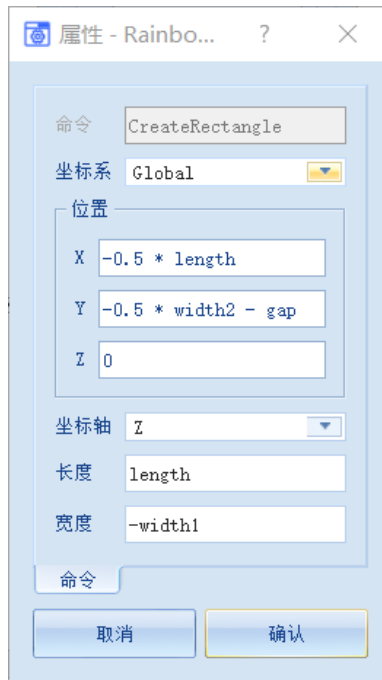 属性 - Rainbo... ?
命令 CreateRectangle
坐标系 Global
位置
X -0.5 * length
Y -0.5 * width2 - gap
Z 0
坐标轴 Z
长度 length
宽度 -width1
命令
取消 确认